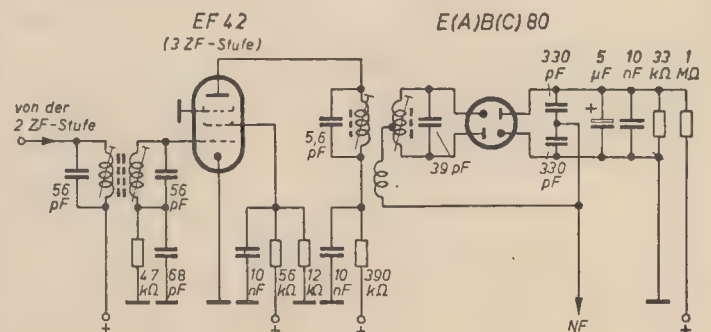 EF 42
(3 ZF-Stufe)
E(A)B(C) 80
von der
2 ZF-Stufe
56
pF
56
pF
47
kΩ
68
pF
10
nF
56
kΩ
12
kΩ
10
nF
390
kΩ
5,6
pF
39 pF
330
pF
330
pF
5
μF
10
nF
33
kΩ
1
MΩ
+
+
+
+
+
NF